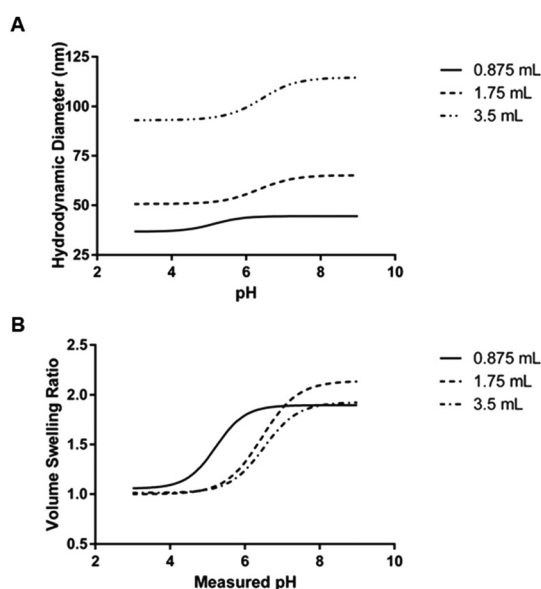 A
Hydrodynamic Diameter (nm)
125
100
75
50
25
2 4 6 8 10
pH
0.875 mL
1.75 mL
3.5 mL
B
Volume Swelling Ratio
2.5
2.0
1.5
1.0
0.5
2 4 6 8 10
Measured pH
0.875 mL
1.75 mL
3.5 mL